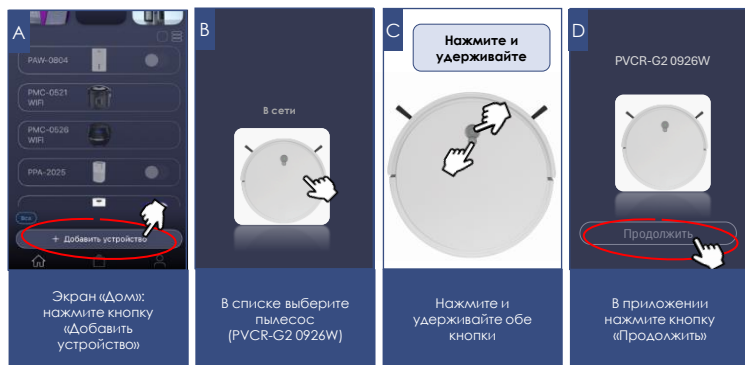 A
PAW-0804
PMC-0521
WIFI
PMC-0526
WIFI
PPA-2025
Все
+ Добавить устройство
Экран «Дом»:
нажмите кнопку
«Добавить
устройство»
B
В сети
В списке выберите
пылесос
(PVCR-G2 0926W)
C
Нажмите и
удерживайте
Нажмите и
удерживайте обе
кнопки
D
PVCR-G2 0926W
Продолжить
В приложении
нажмите кнопку
«Продолжить»